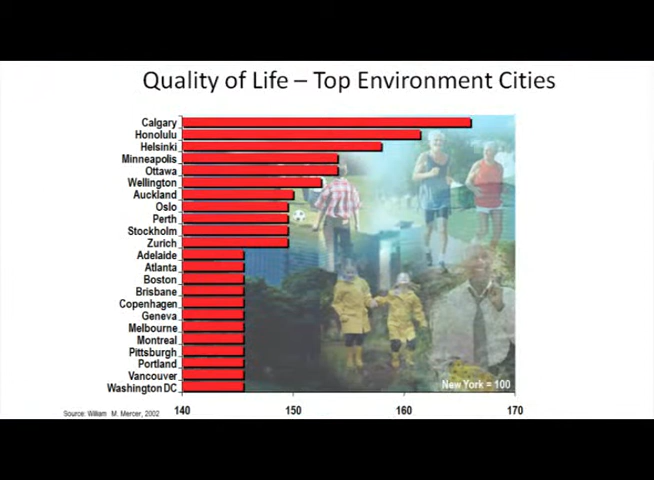 Quality of Life – Top Environment Cities
Calgary
Honolulu
Helsinki
Minneapolis
Ottawa
Wellington
Auckland
Oslo
Perth
Stockholm
Zurich
Adelaide
Atlanta
Boston
Brisbane
Copenhagen
Geneva
Melbourne
Montreal
Pittsburgh
Portland
Vancouver
Washington DC
New York = 100
140 150 160 170
Source: William M. Mercer, 2002